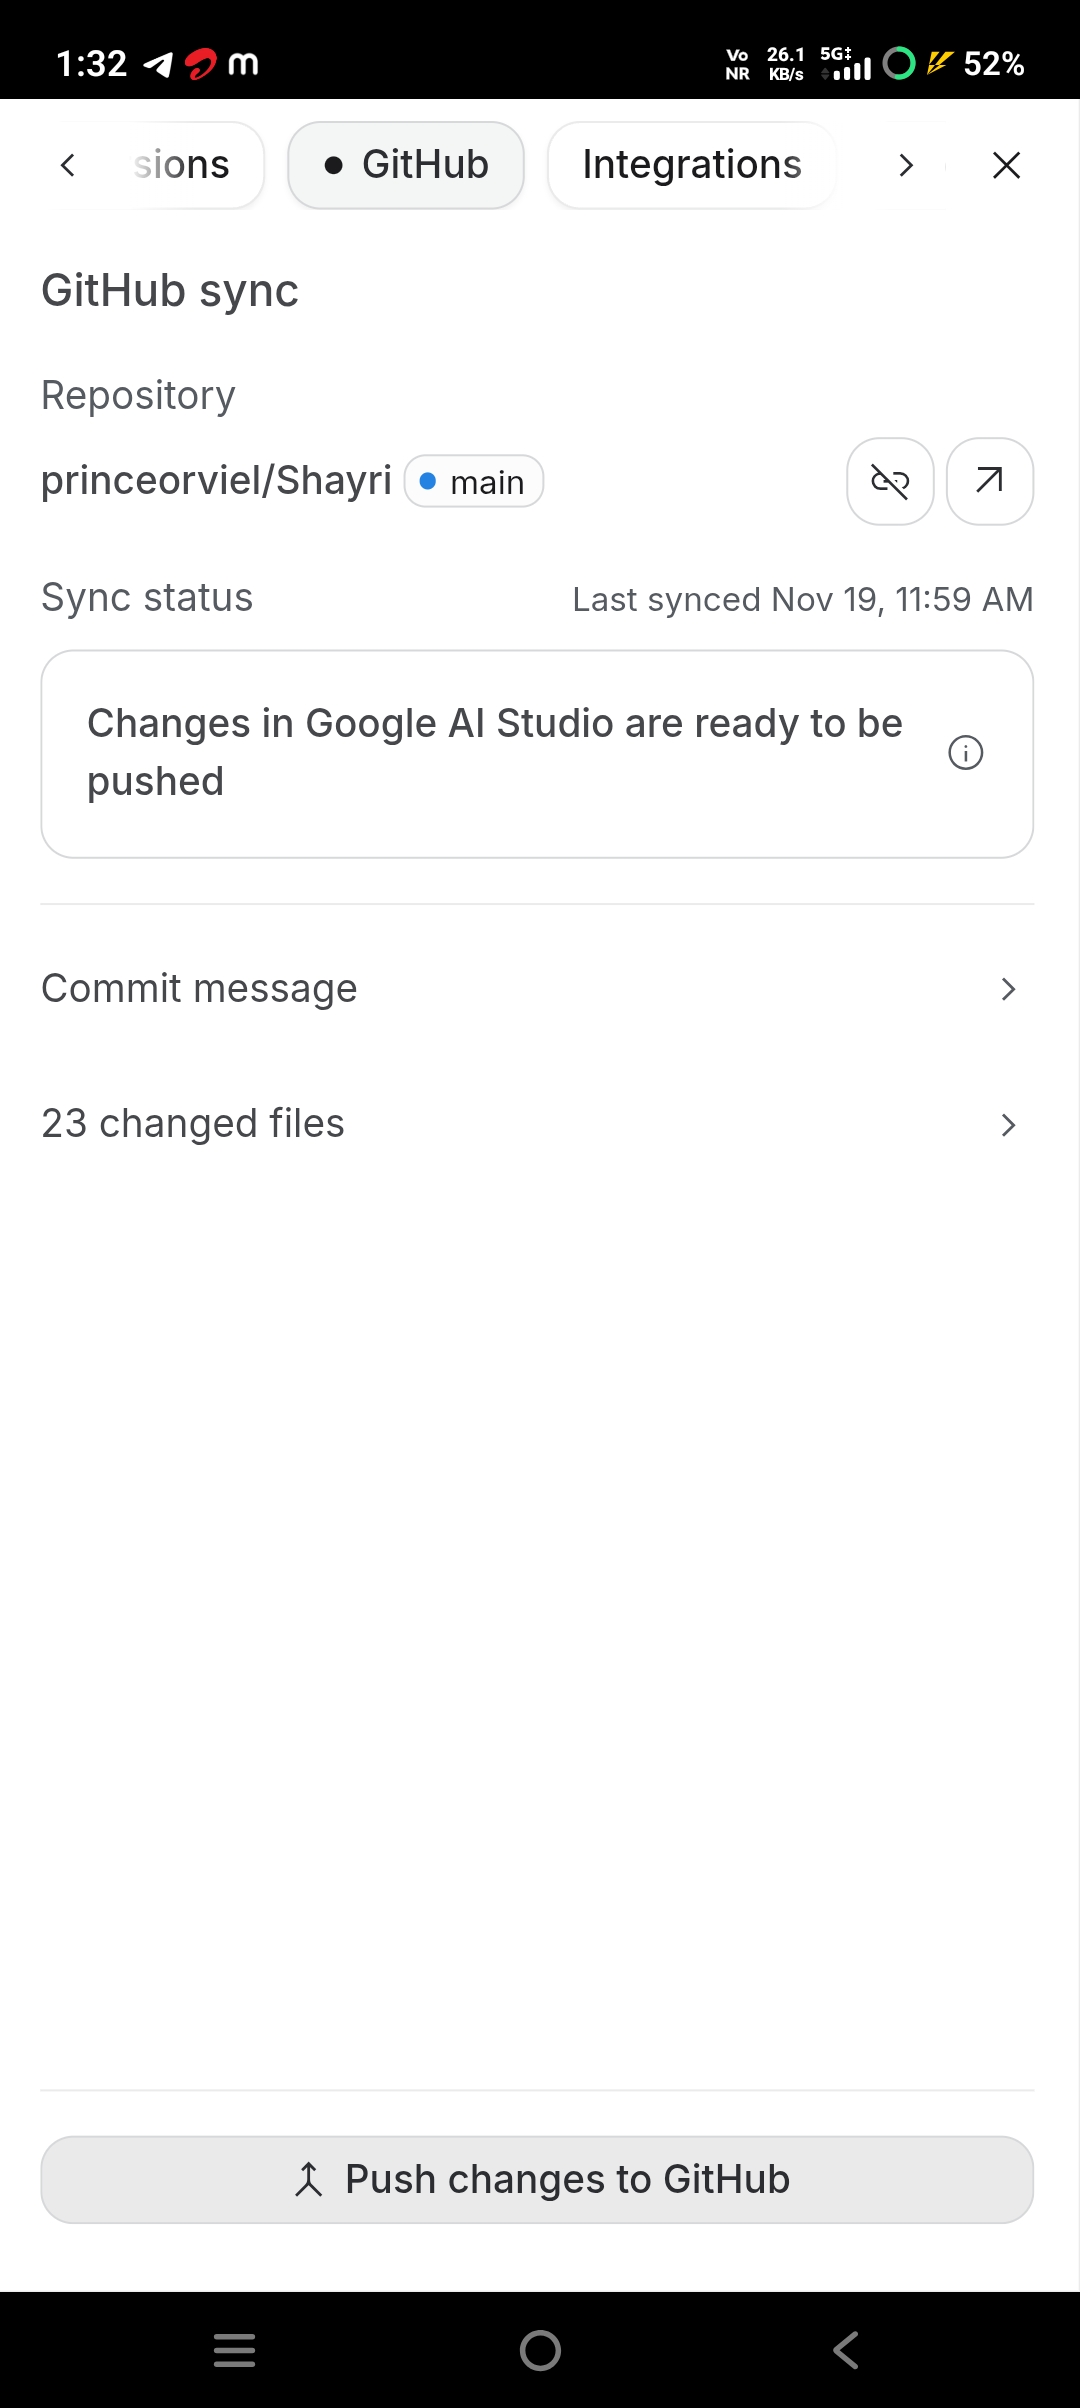 1:32
Vo NR 26.1 KB/s 5G 52%
sions GitHub Integrations
GitHub sync
Repository
princeorviel/Shayri main
Sync status Last synced Nov 19, 11:59 AM
Changes in Google AI Studio are ready to be
pushed
Commit message
23 changed files
Push changes to GitHub